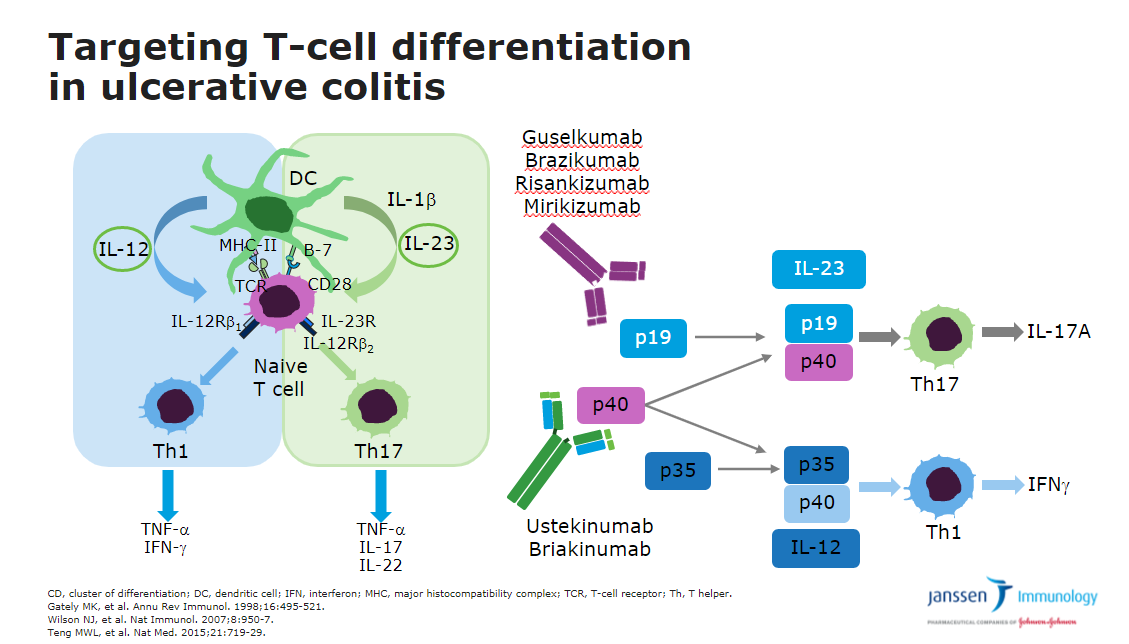 Targeting T-cell differentiation
in ulcerative colitis
DC
IL-1β
IL-12
IL-23
MHC-II
B-7
TCR
CD28
IL-12Rβ1
IL-23R
IL-12Rβ2
Naive
T cell
Th1
Th17
TNF-α
IFN-γ
TNF-α
IL-17
IL-22
Guselkumab
Brazikumab
Risankizumab
Mirikizumab
IL-23
p19
p19
p40
Th17
IL-17A
p40
p35
p35
p40
Th1
IFNγ
IL-12
Ustekinumab
Briakinumab
CD, cluster of differentiation; DC, dendritic cell; IFN, interferon; MHC, major histocompatibility complex; TCR, T-cell receptor; Th, T helper.
Gately MK, et al. Annu Rev Immunol. 1998;16:495-521.
Wilson NJ, et al. Nat Immunol. 2007;8:950-7.
Teng MWL, et al. Nat Med. 2015;21:719-29.
janssen Immunology
PHARMACEUTICAL COMPANIES OF Johnson & Johnson